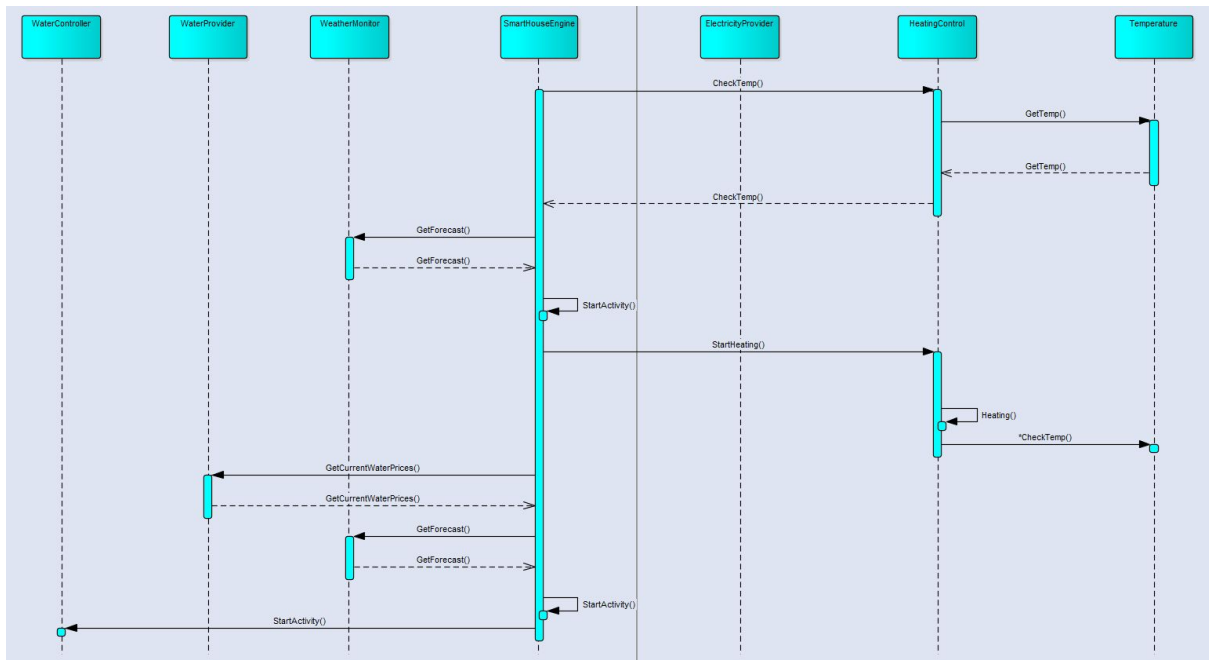 WaterController
WaterProvider
WeatherMonitor
SmartHouseEngine
ElectricityProvider
HeatingControl
Temperature
CheckTemp()
GetTemp()
GetTemp()
CheckTemp()
GetForecast()
GetForecast()
StartActivity()
StartHeating()
Heating()
*CheckTemp()
GetCurrentWaterPrices()
GetCurrentWaterPrices()
GetForecast()
GetForecast()
StartActivity()
StartActivity()